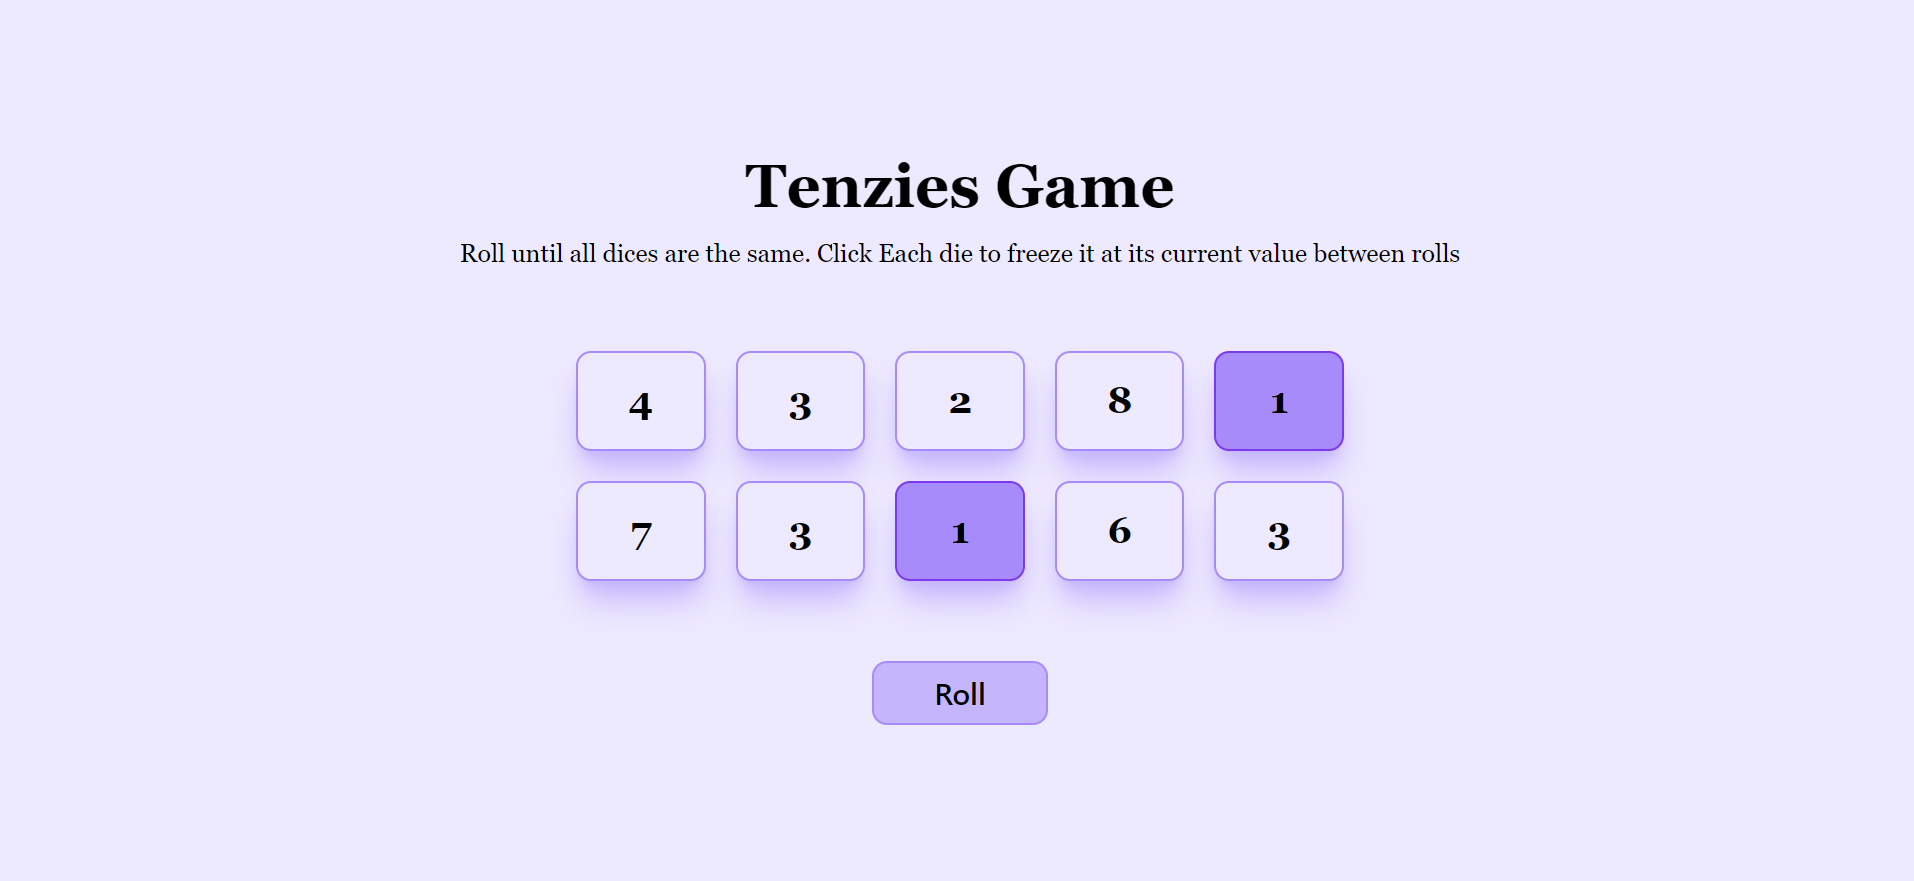 Tenzies Game
Roll until all dices are the same. Click Each die to freeze it at its current value between rolls
4 3 2 8 1
7 3 1 6 3
Roll